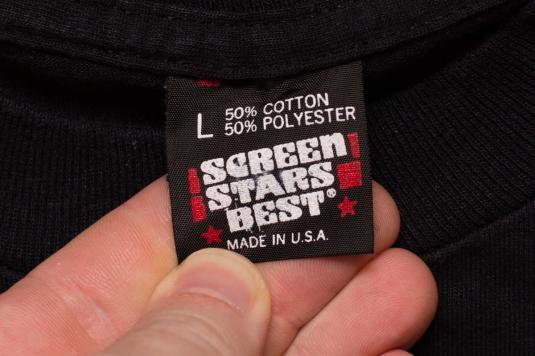 L 50% COTTON
50% POLYESTER
SCREEN
STARS
BEST®
MADE IN U.S.A.